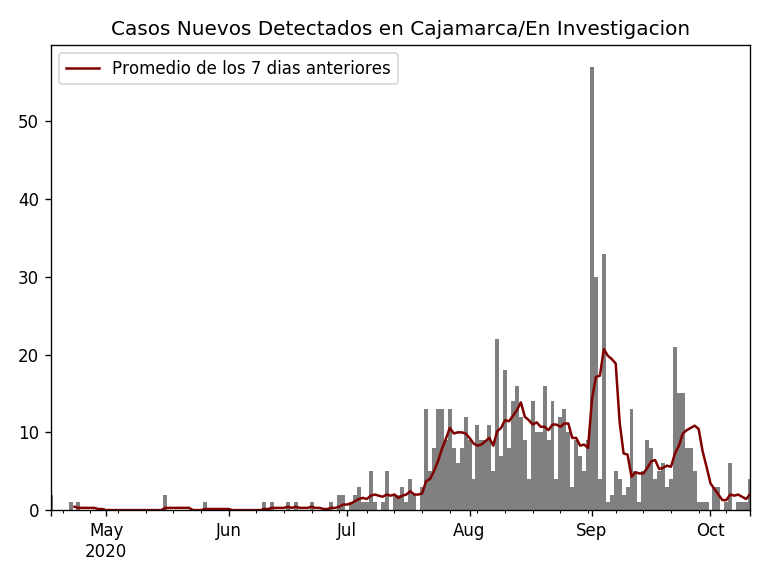 Casos Nuevos Detectados en Cajamarca/En Investigacion
Promedio de los 7 dias anteriores
50
40
30
20
10
0
May Jun Jul Aug Sep Oct
2020